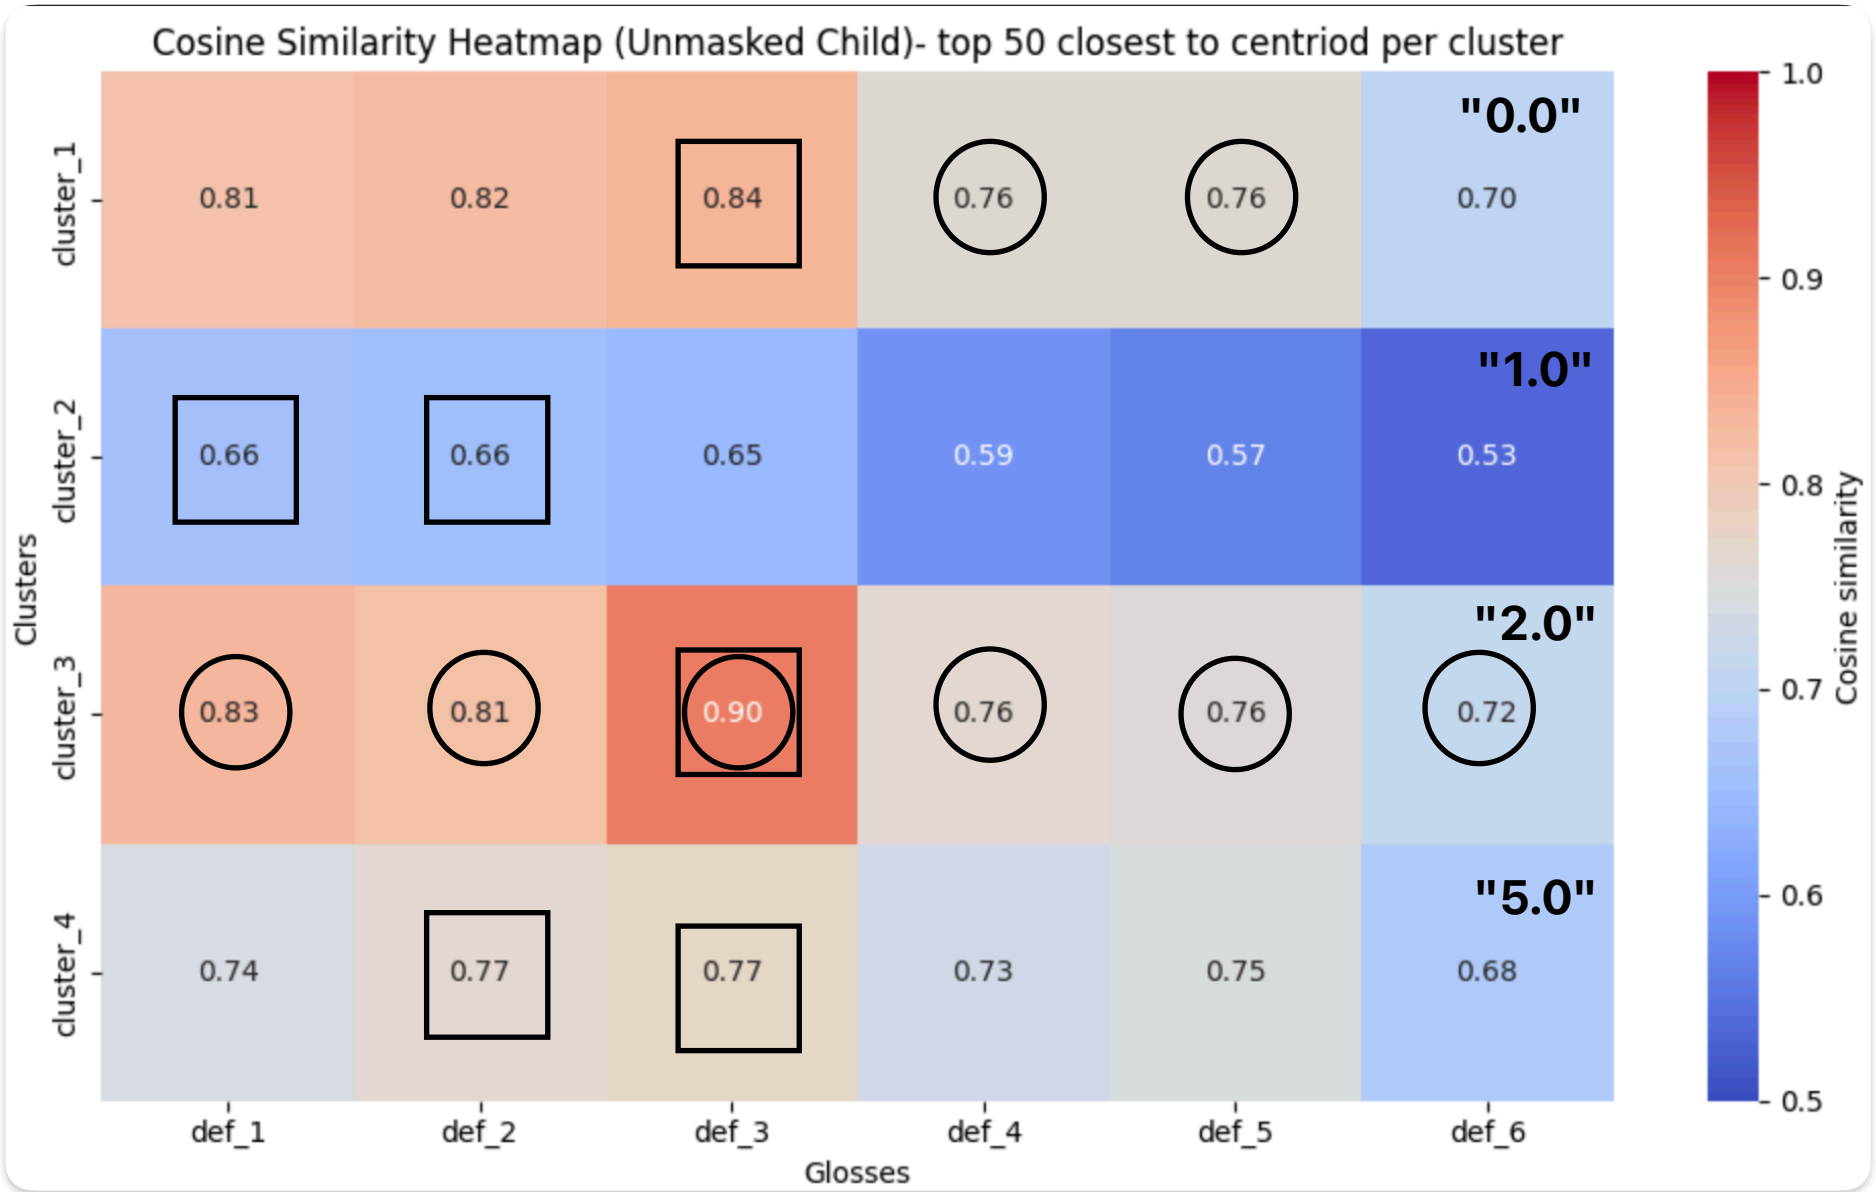 Cosine Similarity Heatmap (Unmasked Child)- top 50 closest to centriod per cluster
"0.0"
cluster_1
0.81 0.82 0.84 0.76 0.76 0.70
"1.0"
cluster_2
0.66 0.66 0.65 0.59 0.57 0.53
"2.0"
cluster_3
0.83 0.81 0.90 0.76 0.76 0.72
"5.0"
cluster_4
0.74 0.77 0.77 0.73 0.75 0.68
Clusters
def_1 def_2 def_3 def_4 def_5 def_6
Glosses
1.0
0.9
0.8
0.7
0.6
0.5
Cosine similarity